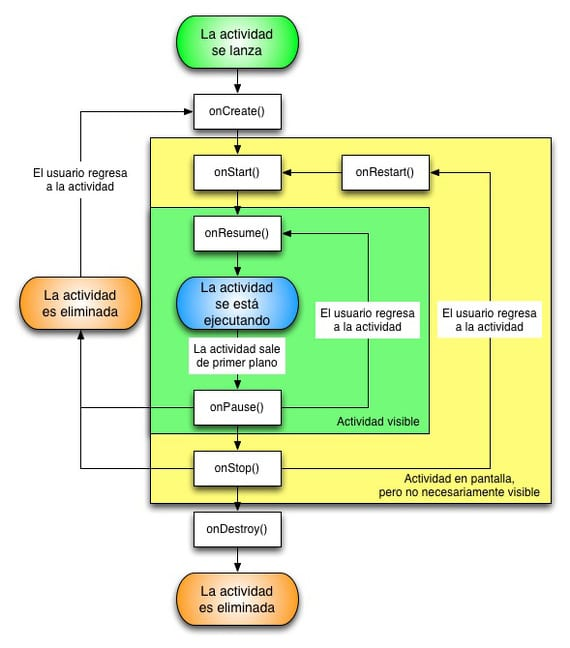 La actividad
se lanza
onCreate()
El usuario regresa
a la actividad
onStart()
onRestart()
onResume()
La actividad
es eliminada
La actividad
se está
ejecutando
El usuario regresa
a la actividad
El usuario regresa
a la actividad
La actividad sale
de primer plano
onPause()
Actividad visible
onStop()
Actividad en pantalla,
pero no necesariamente visible
onDestroy()
La actividad
es eliminada